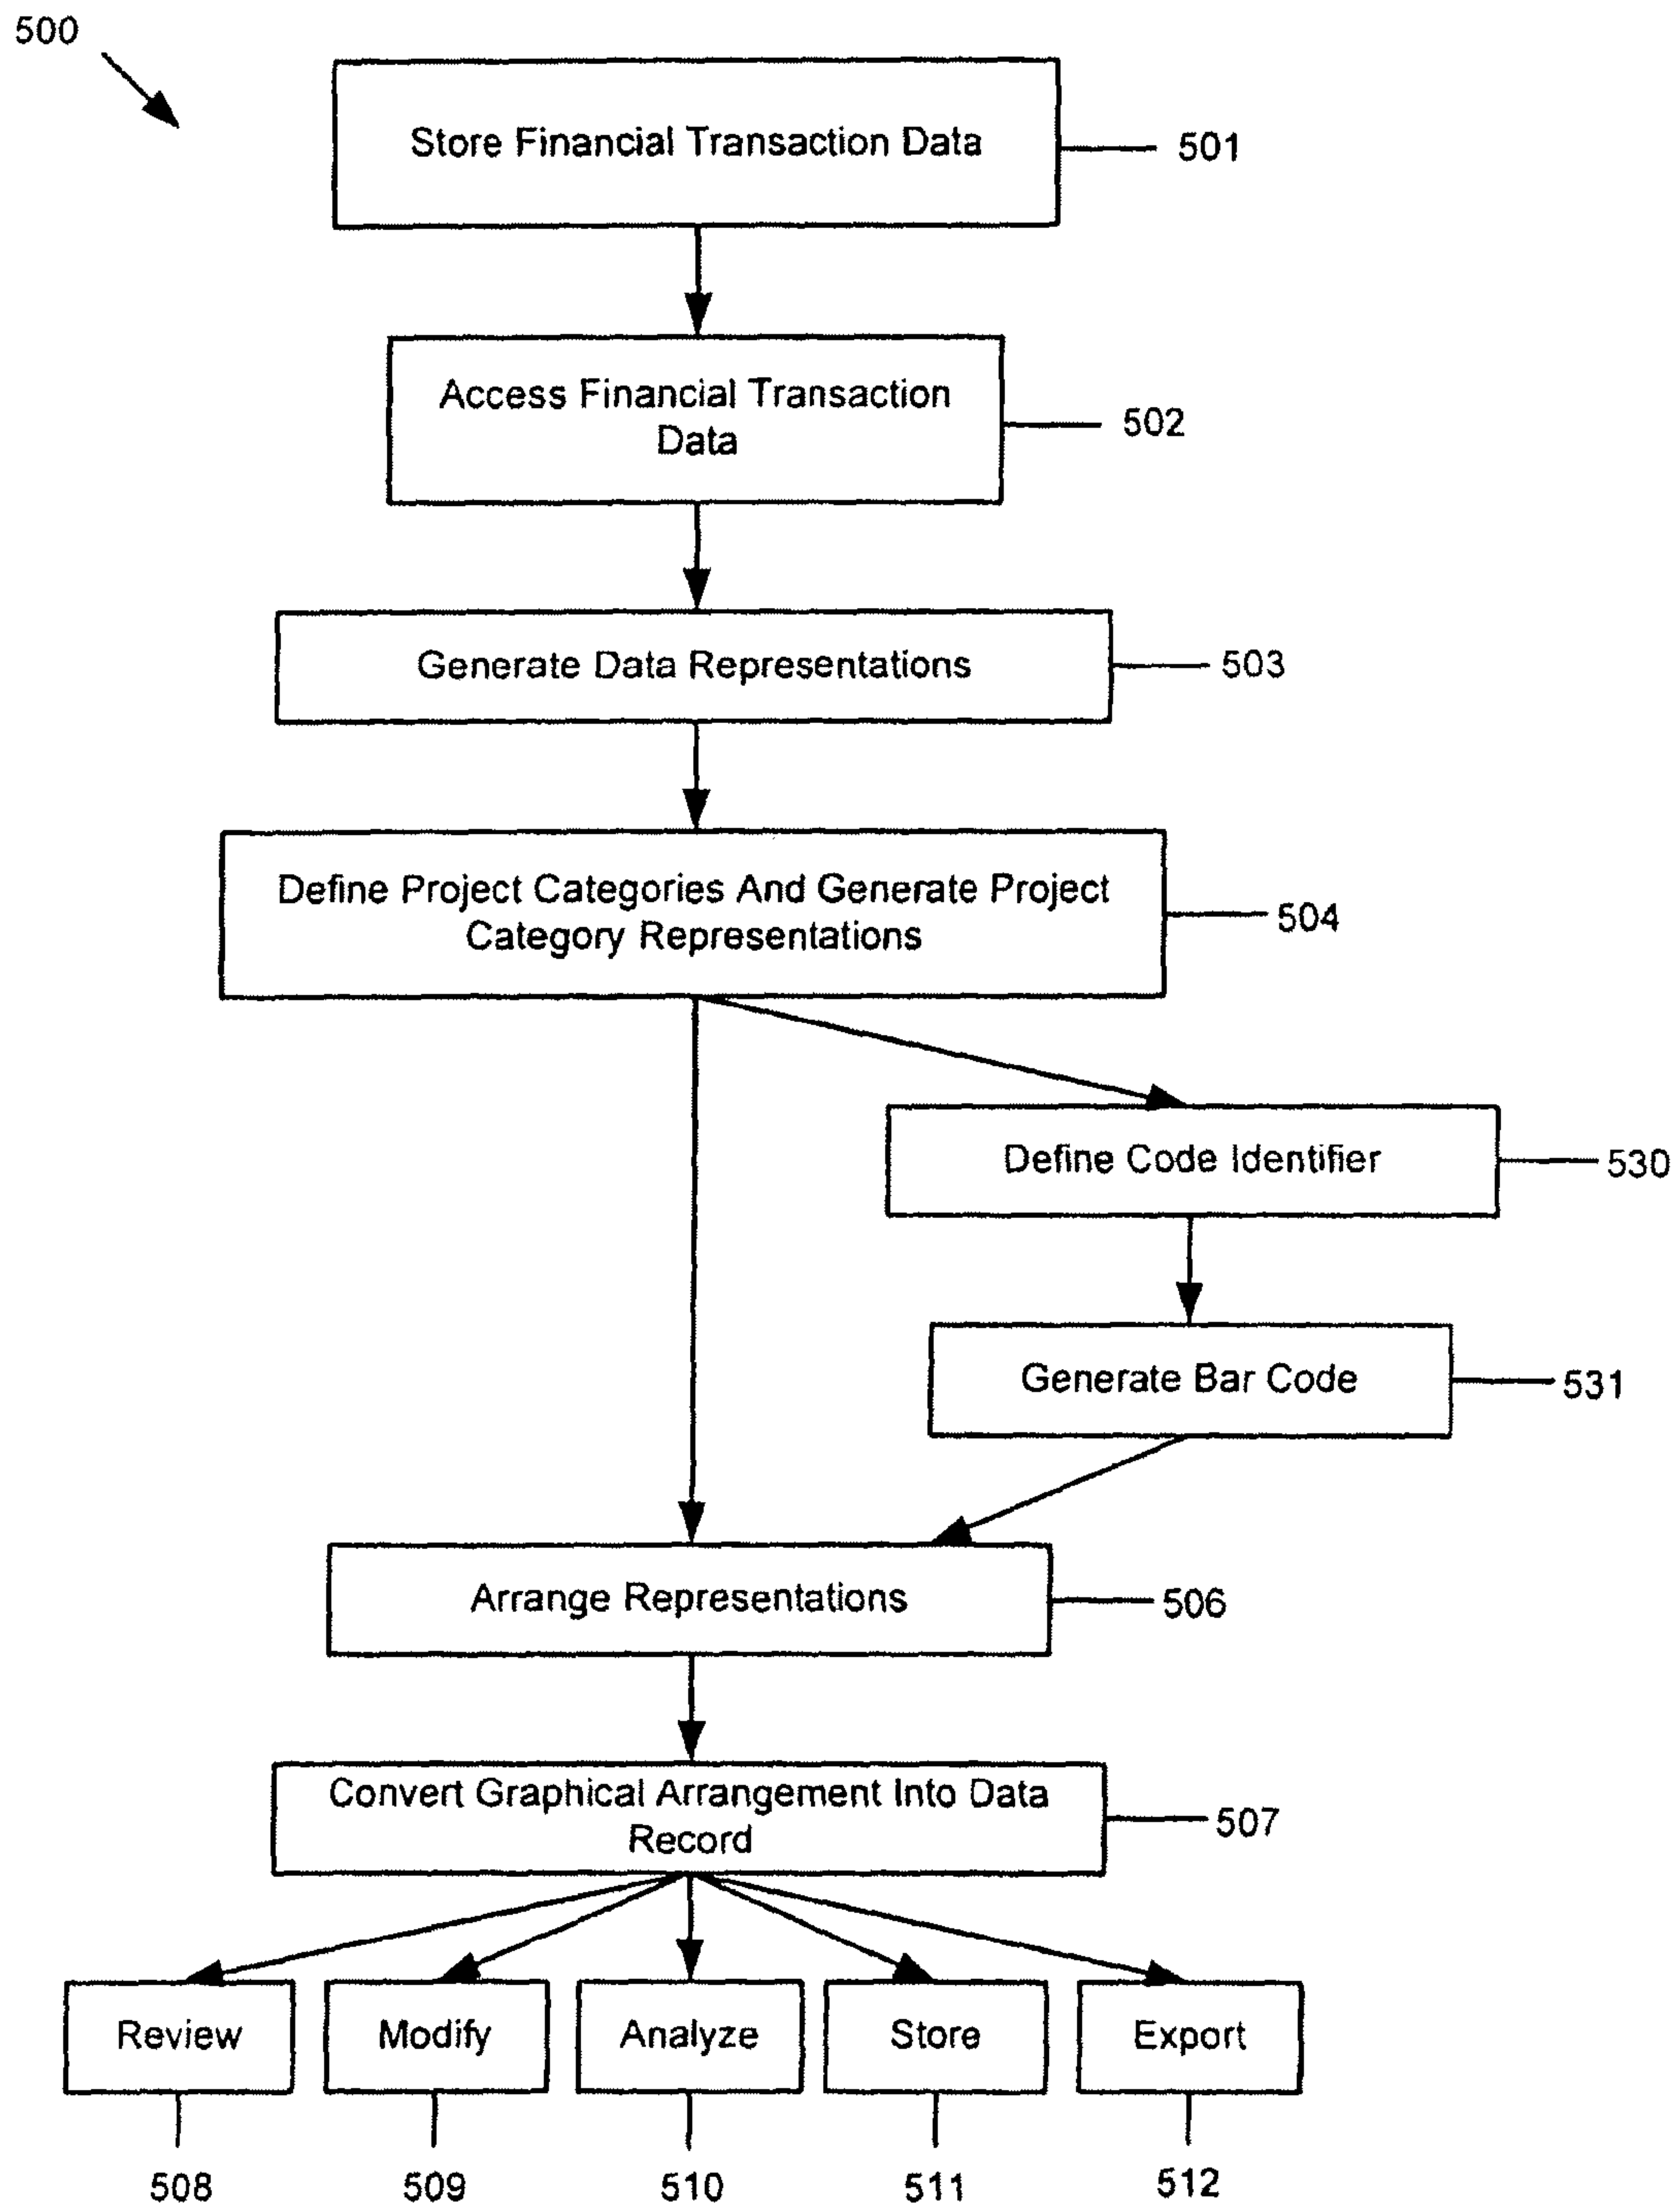 500
Store Financial Transaction Data
501
Access Financial Transaction
Data
502
Generate Data Representations
503
Define Project Categories And Generate Project
Category Representations
504
Define Code Identifier
530
Generate Bar Code
531
Arrange Representations
506
Convert Graphical Arrangement Into Data
Record
507
Review
Modify
Analyze
Store
Export
508
509
510
511
512